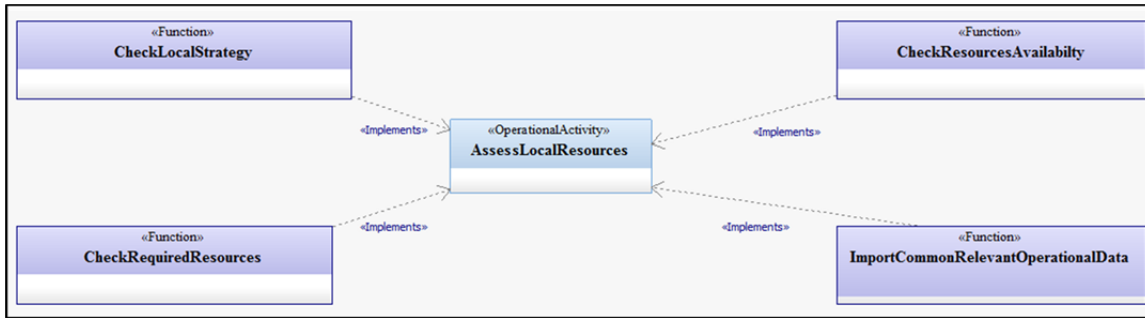 «Function»
CheckLocalStrategy
«Function»
CheckResourcesAvailabilty
«Implements»
«OperationalActivity»
AssessLocalResources
«Implements»
«Function»
CheckRequiredResources
«Implements»
«Implements»
«Function»
ImportCommonRelevantOperationalData